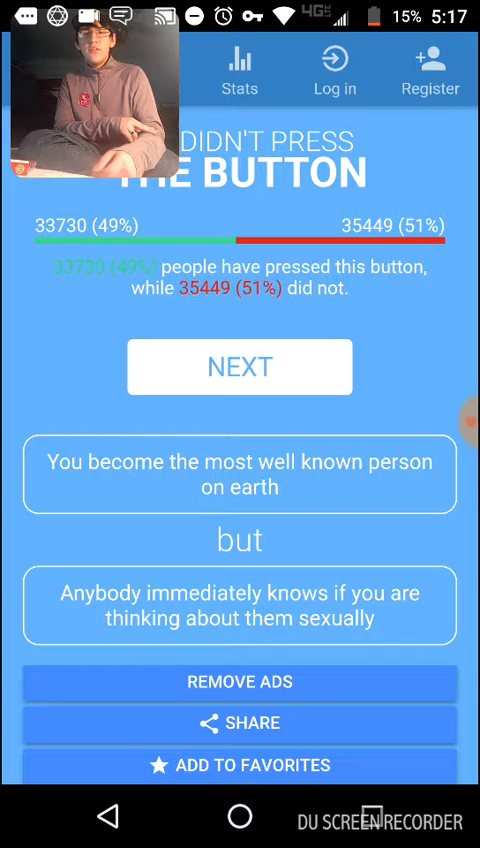 4G
15% 5:17
Stats
Log in
Register
DIDN'T PRESS
THE BUTTON
33730 (49%)
35449 (51%)
33730 (49%) people have pressed this button,
while 35449 (51%) did not.
NEXT
You become the most well known person
on earth
but
Anybody immediately knows if you are
thinking about them sexually
REMOVE ADS
SHARE
ADD TO FAVORITES
DU SCREEN RECORDER